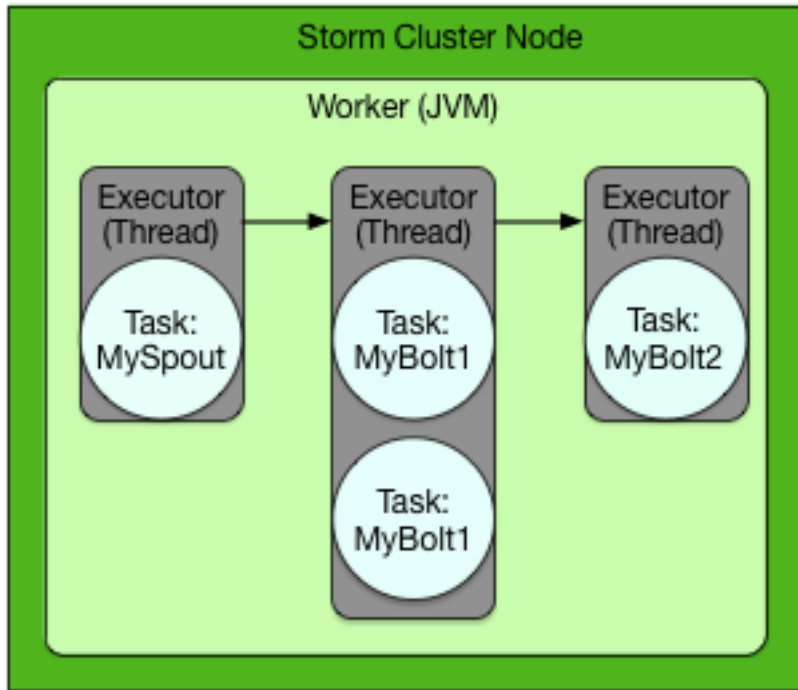 Storm Cluster Node
Worker (JVM)
Executor
(Thread)
Task:
MySpout
Executor
(Thread)
Task:
MyBolt1
Task:
MyBolt1
Executor
(Thread)
Task:
MyBolt2